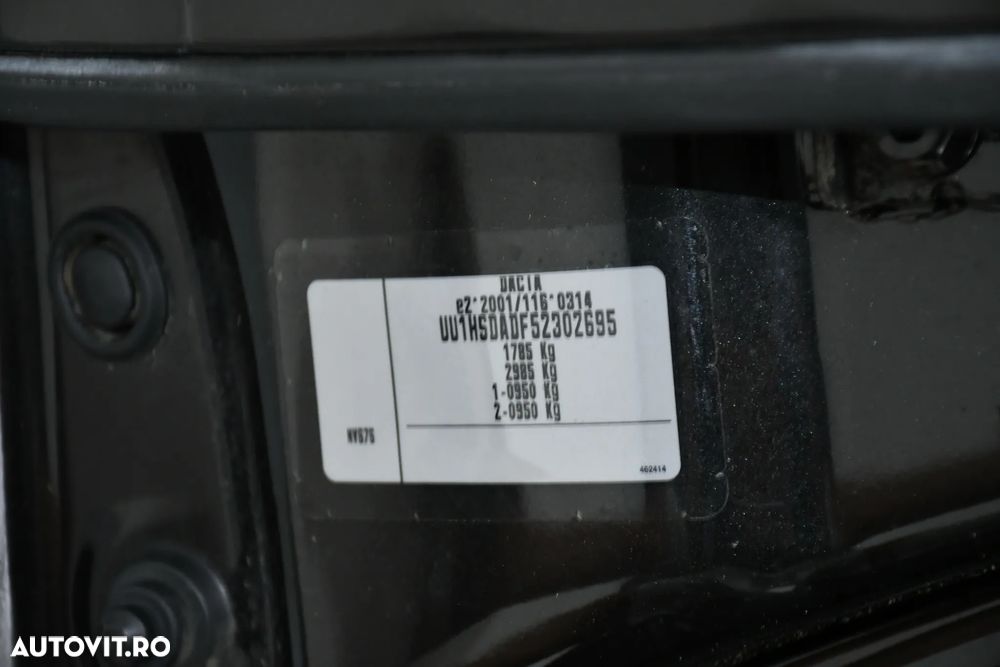 DACIA
e2*2001/116*0314
UU1HSDADF52302695
1785 Kg
2985 Kg
1-0950 Kg
2-0950 Kg
NV676
462414
AUTOVIT.RO